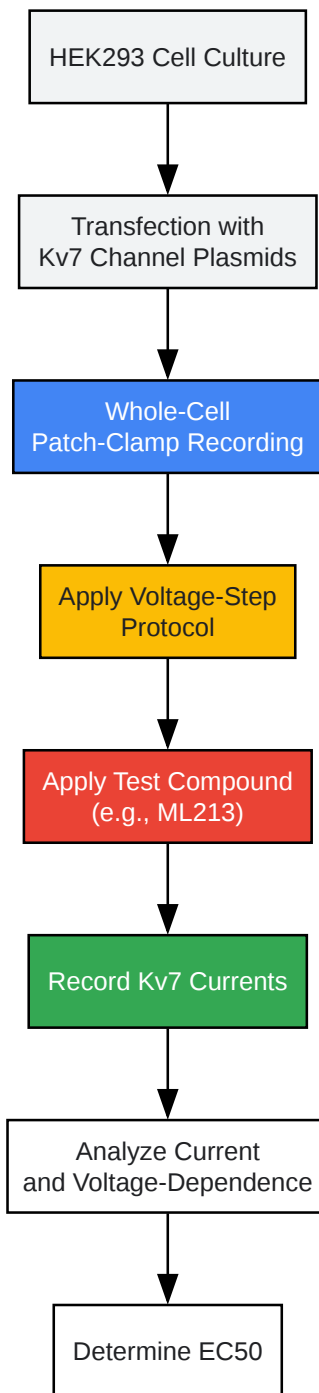 HEK293 Cell Culture
Transfection with
Kv7 Channel Plasmids
Whole-Cell
Patch-Clamp Recording
Apply Voltage-Step
Protocol
Apply Test Compound
(e.g., ML213)
Record Kv7 Currents
Analyze Current
and Voltage-Dependence
Determine EC50